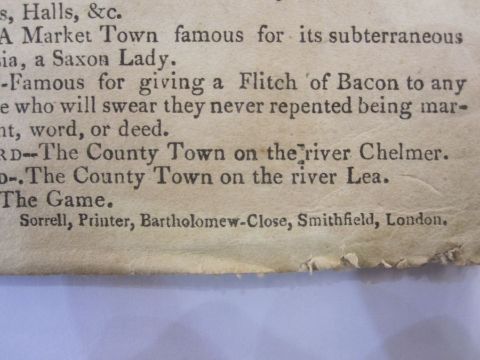 s, Halls, &c.
A Market Town famous for its subterraneous
sia, a Saxon Lady.
-Famous for giving a Flitch of Bacon to any
e who will swear they never repented being mar-
nt, word, or deed.
RD--The County Town on the river Chelmer.
D-.The County Town on the river Lea.
The Game.
Sorrell, Printer, Bartholomew-Close, Smithfield, London.